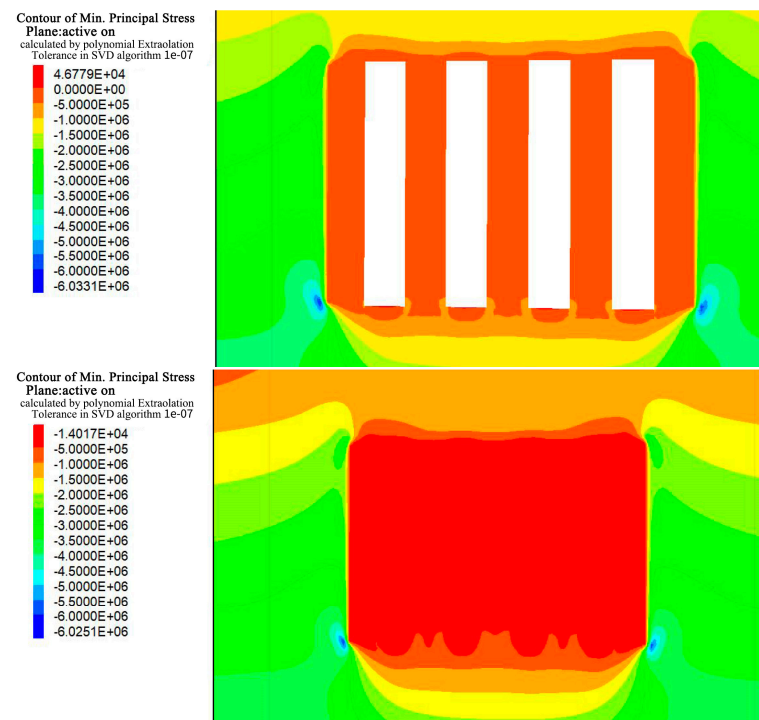 Contour of Min. Principal Stress
Plane:active on
calculated by polynomial Extraolation
Tolerance in SVD algorithm 1e-07
4.6779E+04
0.0000E+00
-5.0000E+05
-1.0000E+06
-1.5000E+06
-2.0000E+06
-2.5000E+06
-3.0000E+06
-3.5000E+06
-4.0000E+06
-4.5000E+06
-5.0000E+06
-5.5000E+06
-6.0000E+06
-6.0331E+06
Contour of Min. Principal Stress
Plane:active on
calculated by polynomial Extraolation
Tolerance in SVD algorithm 1e-07
-1.4017E+04
-5.0000E+05
-1.0000E+06
-1.5000E+06
-2.0000E+06
-2.5000E+06
-3.0000E+06
-3.5000E+06
-4.0000E+06
-4.5000E+06
-5.0000E+06
-5.5000E+06
-6.0000E+06
-6.0251E+06